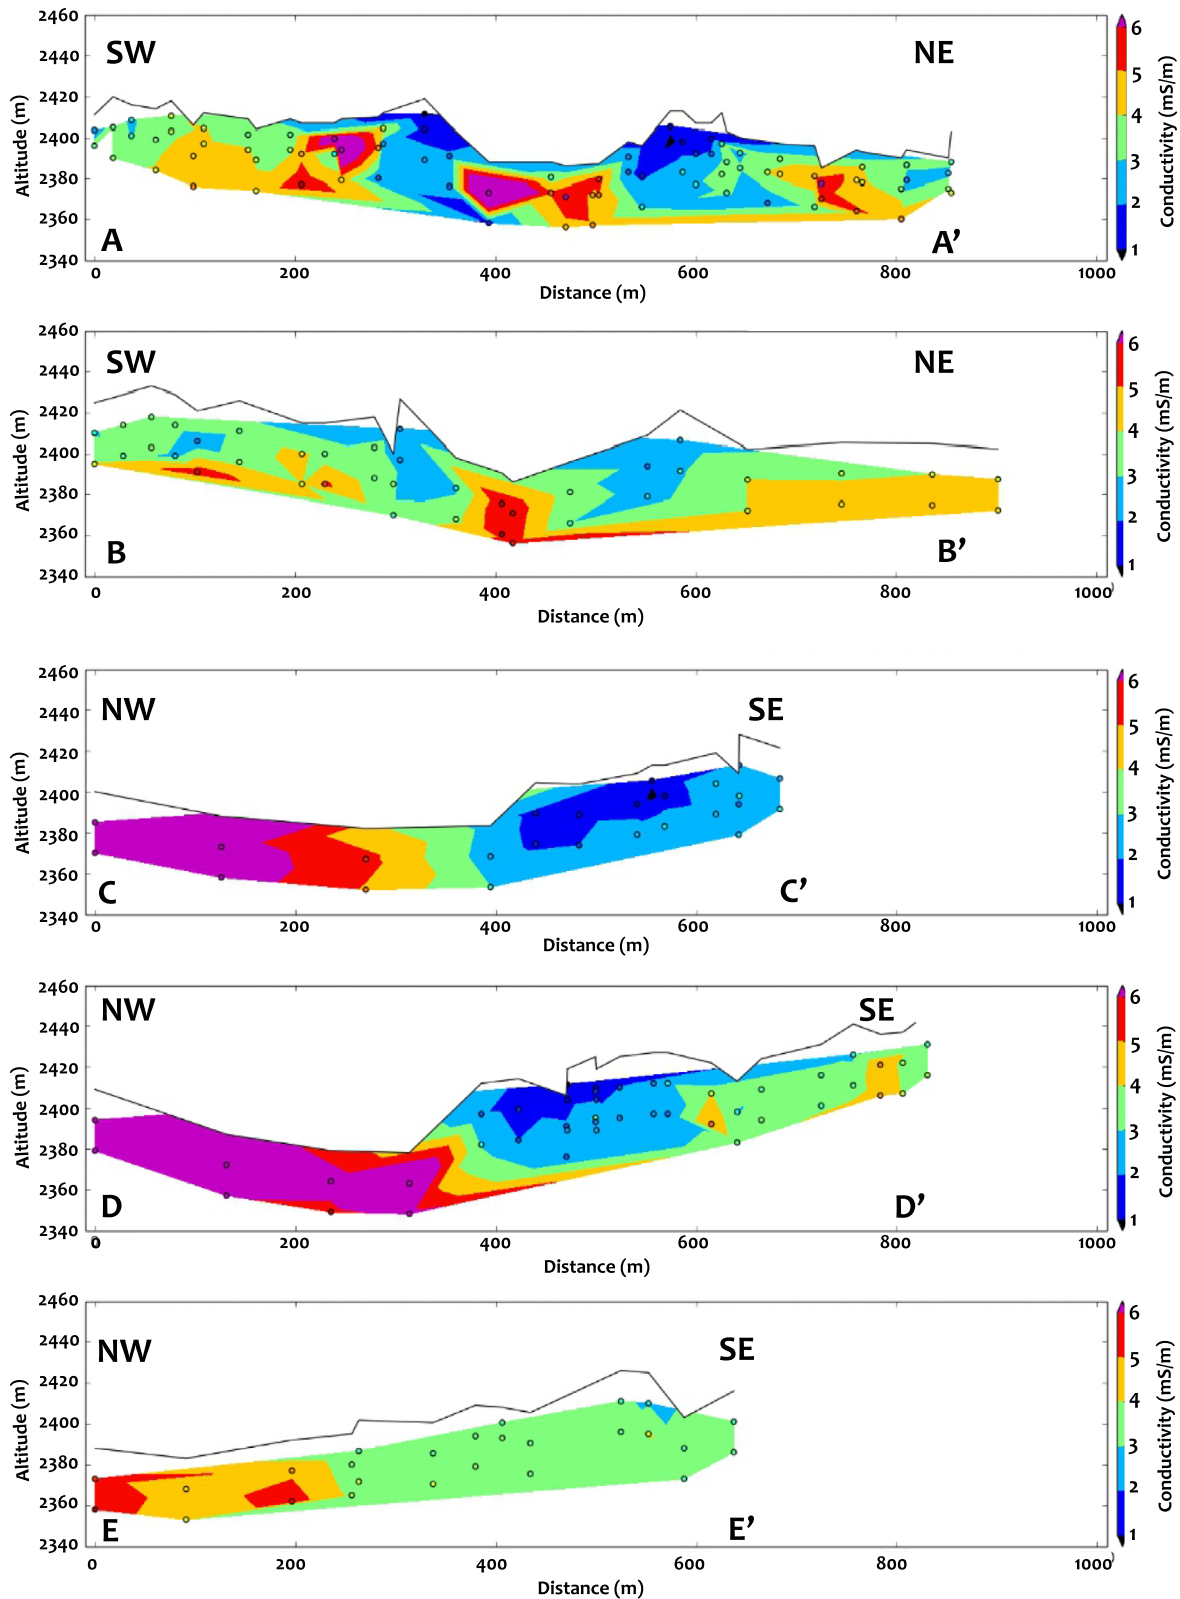 2460
2440
2420
2400
2380
2360
2340
Altitude (m)
SW
NE
A
A’
0
200
400
600
800
1000
Distance (m)
6
5
4
3
2
1
Conductivity (mS/m)
2460
2440
2420
2400
2380
2360
2340
Altitude (m)
SW
NE
B
B’
0
200
400
600
800
1000
Distance (m)
6
5
4
3
2
1
Conductivity (mS/m)
2460
2440
2420
2400
2380
2360
2340
Altitude (m)
NW
SE
C
C’
0
200
400
600
800
1000
Distance (m)
6
5
4
3
2
1
Conductivity (mS/m)
2460
2440
2420
2400
2380
2360
2340
Altitude (m)
NW
SE
D
D’
0
200
400
600
800
1000
Distance (m)
6
5
4
3
2
1
Conductivity (mS/m)
2460
2440
2420
2400
2380
2360
2340
Altitude (m)
NW
SE
E
E’
0
200
400
600
800
1000
Distance (m)
6
5
4
3
2
1
Conductivity (mS/m)